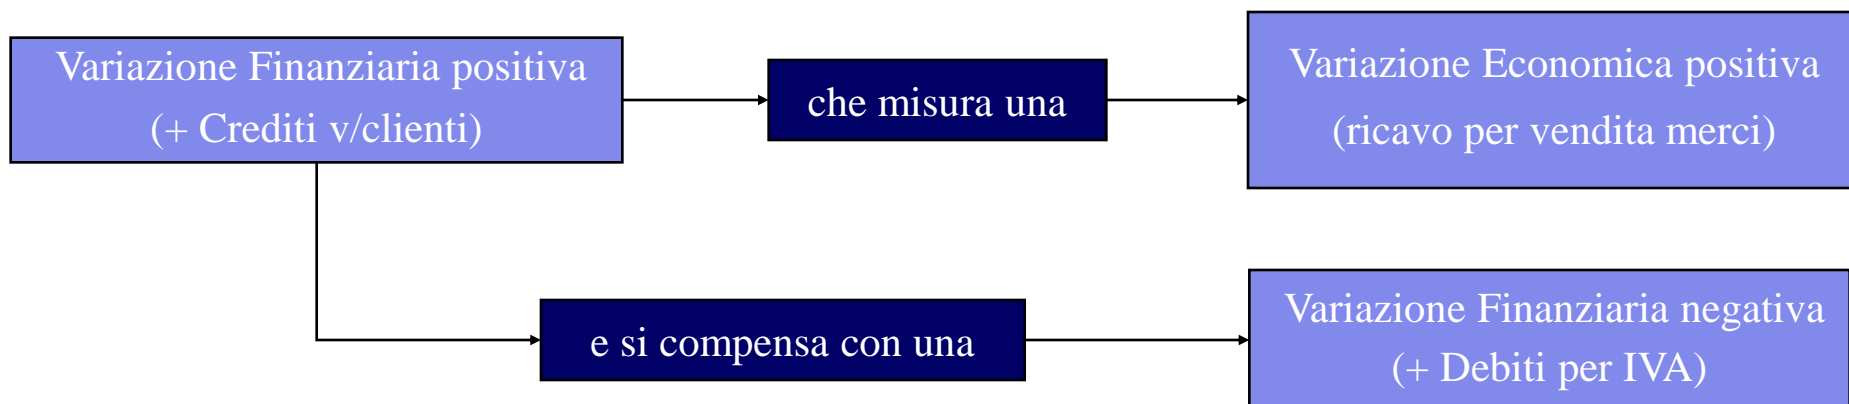 Variazione Finanziaria positiva
(+ Crediti v/clienti)
che misura una
Variazione Economica positiva
(ricavo per vendita merci)
e si compensa con una
Variazione Finanziaria negativa
(+ Debiti per IVA)